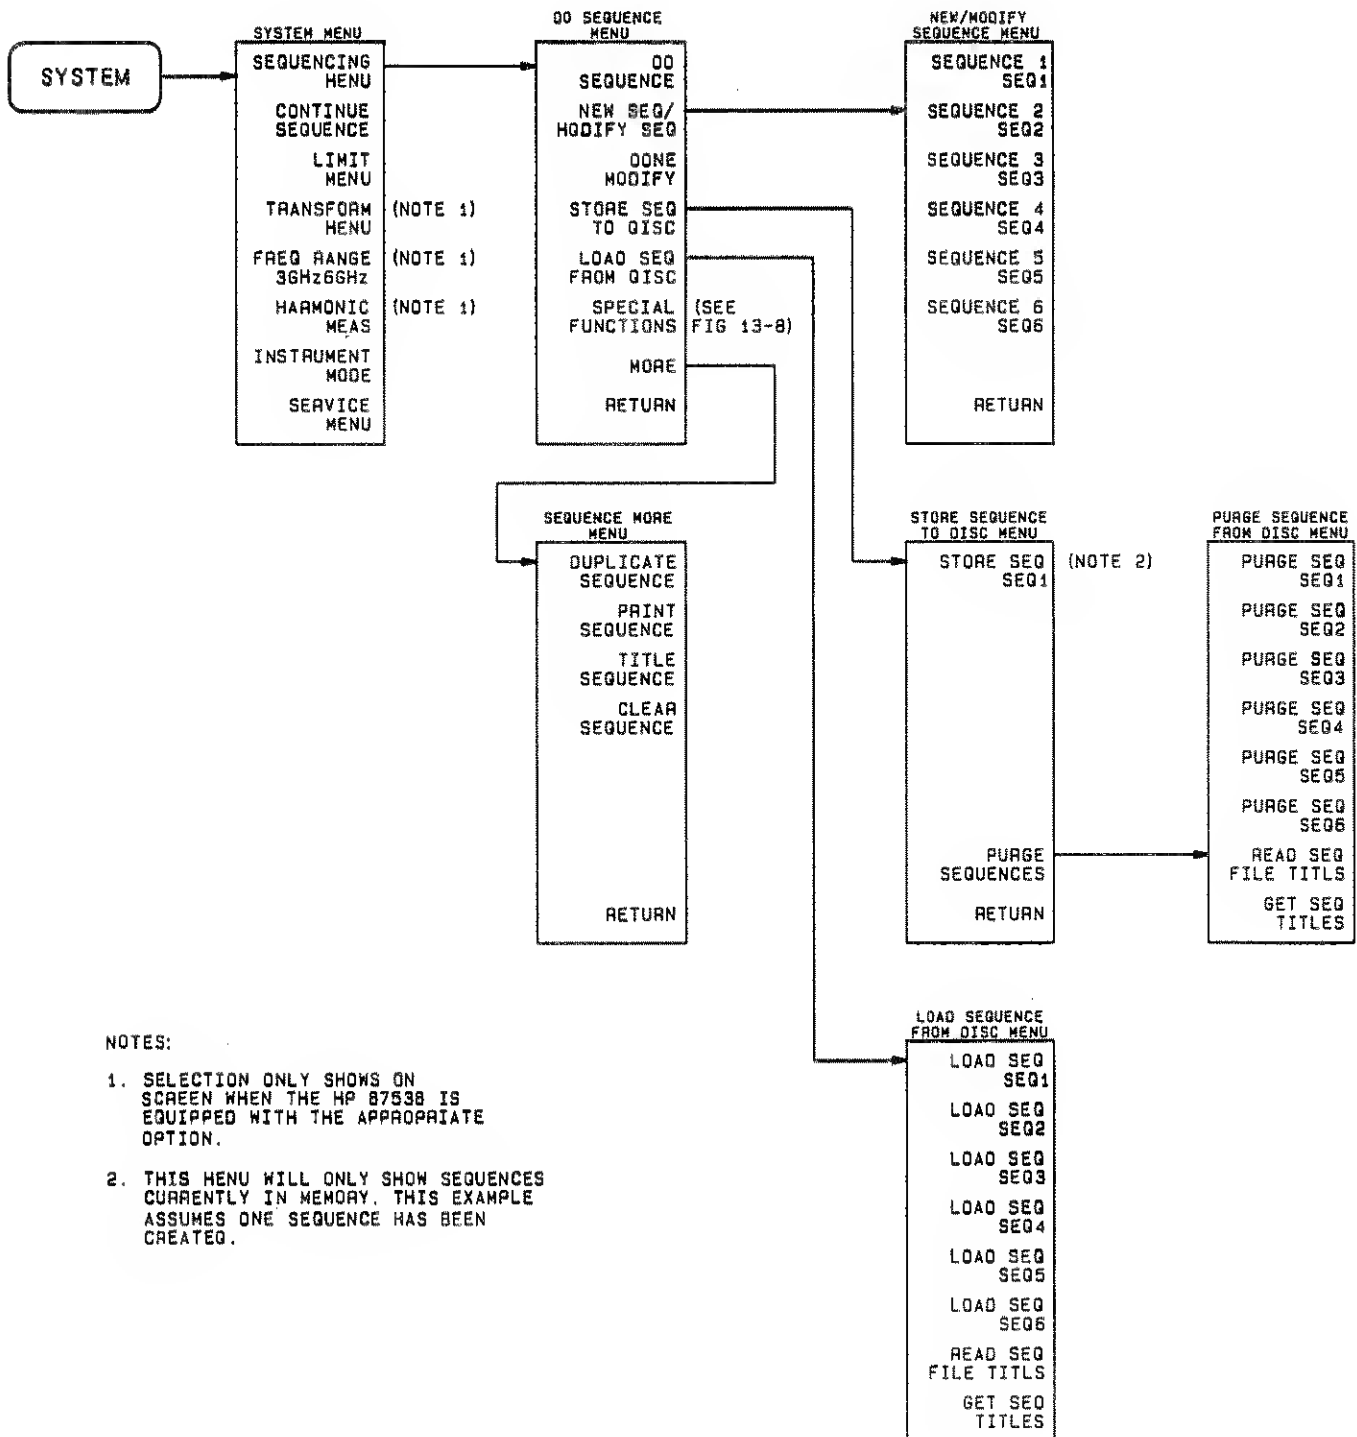 SYSTEM
SYSTEM MENU
SEQUENCING
MENU
CONTINUE
SEQUENCE
LIMIT
MENU
TRANSFORM (NOTE 1)
MENU
FREQ RANGE (NOTE 1)
3GHz6GHz
HARMONIC (NOTE 1)
MEAS
INSTRUMENT
MODE
SERVICE
MENU
DO SEQUENCE
MENU
DO
SEQUENCE
NEW SEQ/
MODIFY SEQ
DONE
MODIFY
STORE SEQ
TO DISC
LOAD SEQ
FROM DISC
SPECIAL (SEE
FUNCTIONS FIG 13-8)
MORE
RETURN
NEW/MODIFY
SEQUENCE MENU
SEQUENCE 1
SEQ1
SEQUENCE 2
SEQ2
SEQUENCE 3
SEQ3
SEQUENCE 4
SEQ4
SEQUENCE 5
SEQ5
SEQUENCE 6
SEQ6
RETURN
SEQUENCE MORE
MENU
DUPLICATE
SEQUENCE
PRINT
SEQUENCE
TITLE
SEQUENCE
CLEAR
SEQUENCE
RETURN
STORE SEQUENCE
TO DISC MENU
STORE SEQ (NOTE 2)
SEQ1
PURGE
SEQUENCES
RETURN
PURGE SEQUENCE
FROM DISC MENU
PURGE SEQ
SEQ1
PURGE SEQ
SEQ2
PURGE SEQ
SEQ3
PURGE SEQ
SEQ4
PURGE SEQ
SEQ5
PURGE SEQ
SEQ6
READ SEQ
FILE TITLS
GET SEQ
TITLES
LOAD SEQUENCE
FROM DISC MENU
LOAD SEQ
SEQ1
LOAD SEQ
SEQ2
LOAD SEQ
SEQ3
LOAD SEQ
SEQ4
LOAD SEQ
SEQ5
LOAD SEQ
SEQ6
READ SEQ
FILE TITLS
GET SEQ
TITLES
NOTES:
1. SELECTION ONLY SHOWS ON
SCREEN WHEN THE HP 8753B IS
EQUIPPED WITH THE APPROPRIATE
OPTION.
2. THIS MENU WILL ONLY SHOW SEQUENCES
CURRENTLY IN MEMORY. THIS EXAMPLE
ASSUMES ONE SEQUENCE HAS BEEN
CREATED.